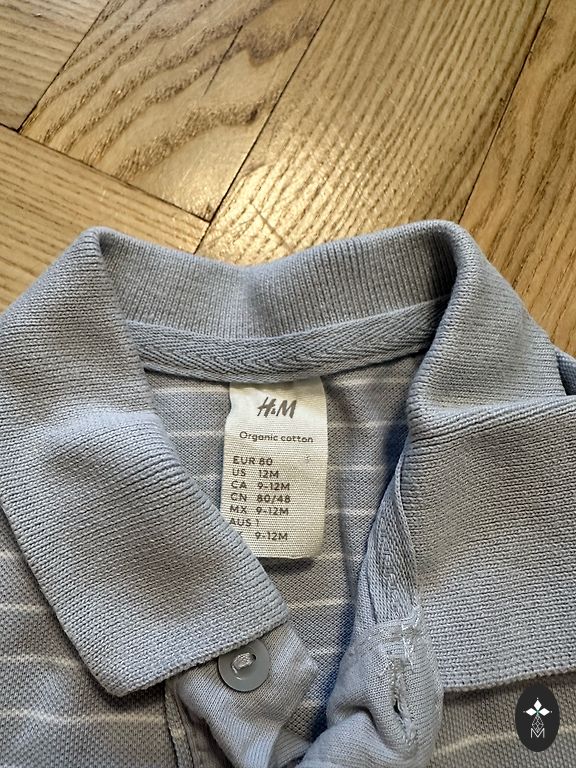 H&M
Organic cotton
EUR 80
US 12M
CA 9-12M
CN 80/48
MX 9-12M
AUS 1
9-12M
M